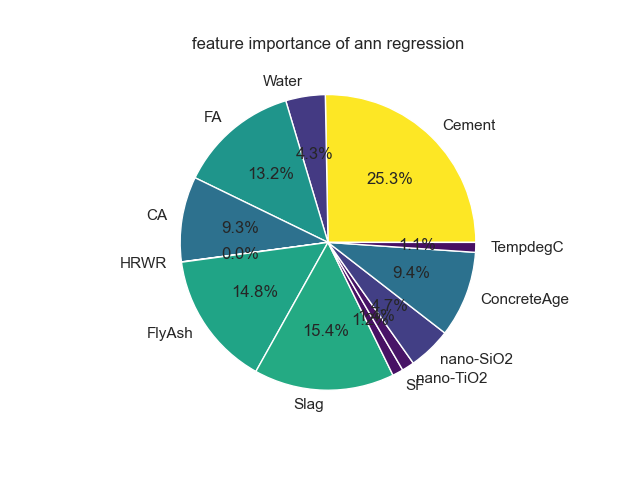 feature importance of ann regression
Water
Cement
FA
4.3%
13.2%
25.3%
CA
9.3%
0.0%
1.1%
TempdegC
HRWR
14.8%
9.4%
ConcreteAge
FlyAsh
15.4%
4.7%
nano-SiO2
nano-TiO2
SF
Slag